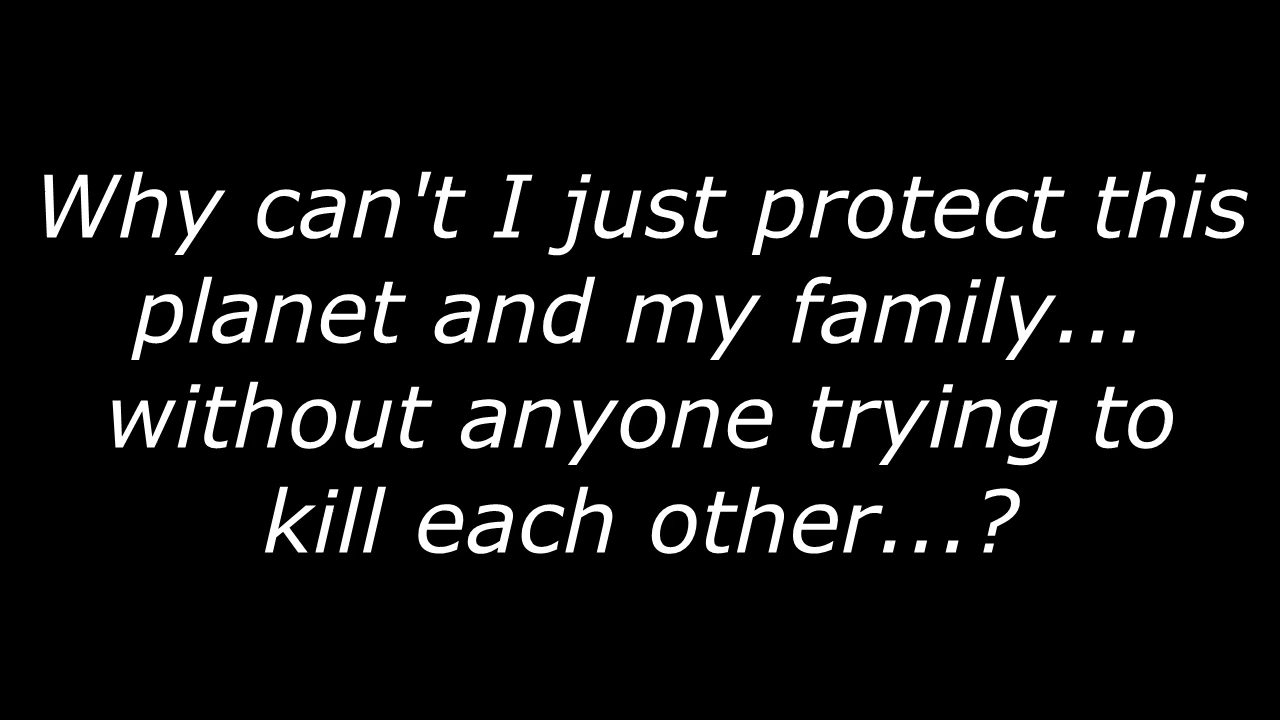 Why can't I just protect this
planet and my family...
without anyone trying to
kill each other...?